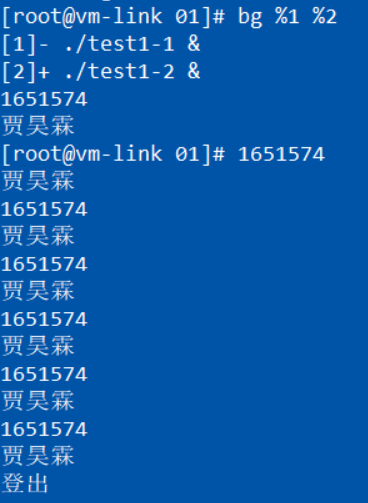 [root@vm-link 01]# bg %1 %2
[1]- ./test1-1 &
[2]+ ./test1-2 &
1651574
贾昊霖
[root@vm-link 01]# 1651574
贾昊霖
1651574
贾昊霖
1651574
贾昊霖
1651574
贾昊霖
1651574
贾昊霖
1651574
贾昊霖
登出